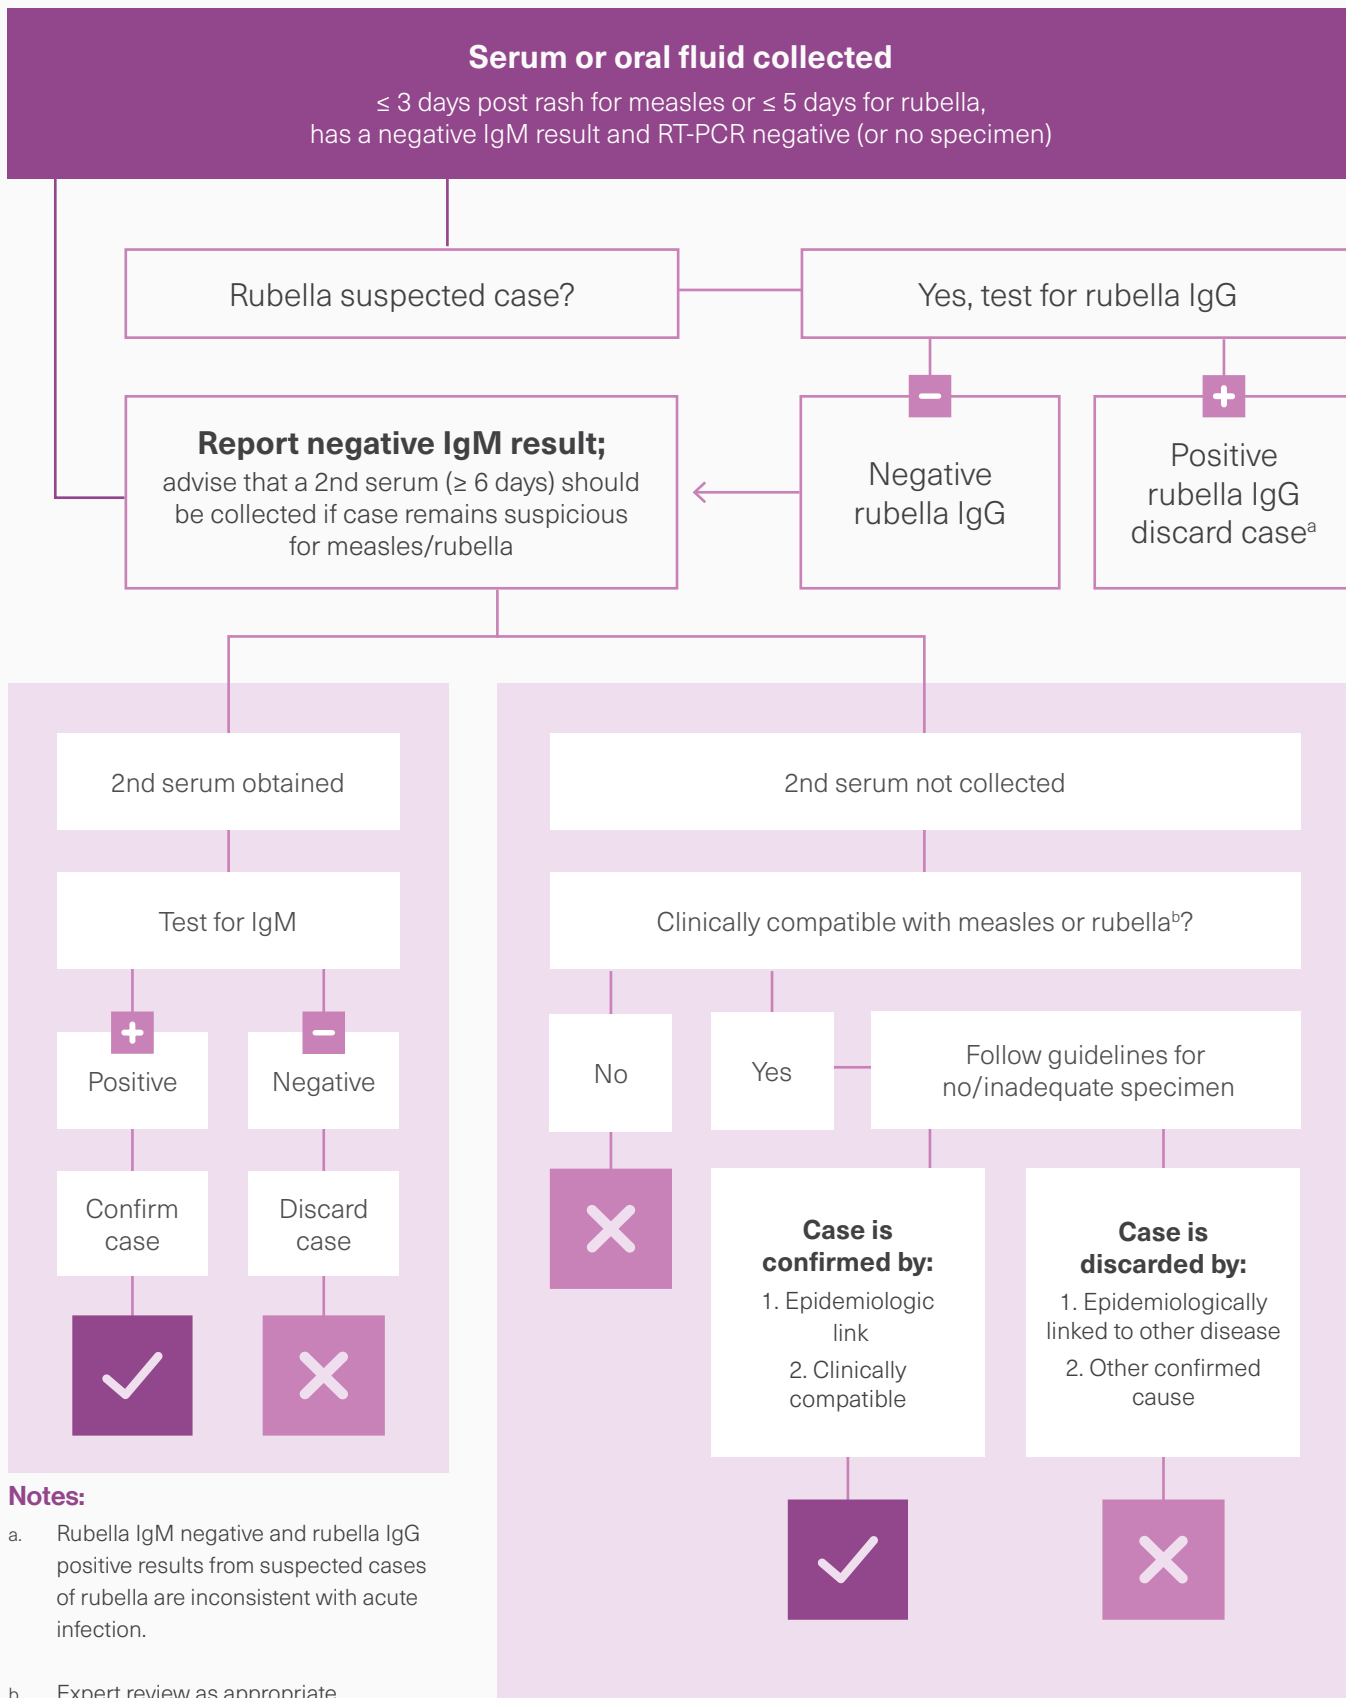 Serum or oral fluid collected
≤ 3 days post rash for measles or ≤ 5 days for rubella,
has a negative IgM result and RT-PCR negative (or no specimen)
Rubella suspected case?
Yes, test for rubella IgG
Report negative IgM result;
advise that a 2nd serum (≥ 6 days) should
be collected if case remains suspicious
for measles/rubella
Negative
rubella IgG
Positive
rubella IgG
discard caseᵃ
2nd serum obtained
Test for IgM
Positive
Negative
Confirm
case
Discard
case
2nd serum not collected
Clinically compatible with measles or rubellaᵇ?
No
Yes
Follow guidelines for
no/inadequate specimen
Case is
confirmed by:
1. Epidemiologic
link
2. Clinically
compatible
Case is
discarded by:
1. Epidemiologically
linked to other disease
2. Other confirmed
cause
Notes:
a. Rubella IgM negative and rubella IgG
positive results from suspected cases
of rubella are inconsistent with acute
infection.
b. Expert review as appropriate